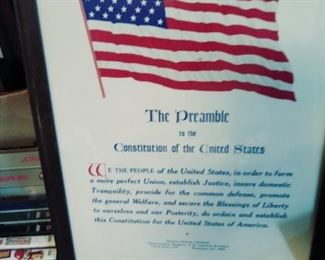 The Preamble
to the
Constitution of the United States
WE THE PEOPLE of the United States, in order to form
a more perfect Union, establish Justice, insure domestic
Tranquility, provide for the common defense, promote
the general Welfare, and secure the Blessings of Liberty
to ourselves and our Posterity, do ordain and establish
this Constitution for the United States of America.